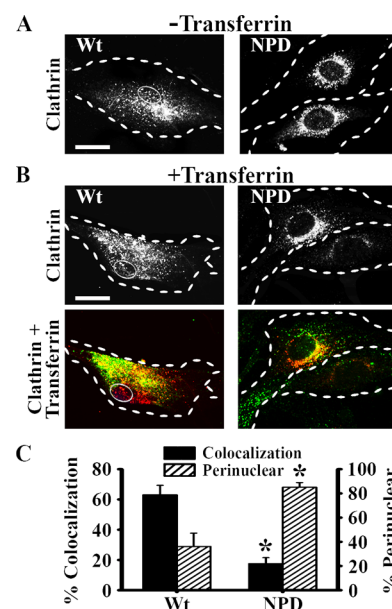 A
-Transferrin
Wt
NPD
Clathrin
B
+Transferrin
Wt
NPD
Clathrin
Clathrin +
Transferrin
C
Colocalization
Perinuclear
% Colocalization
80
60
40
20
0
*
*
100
80
60
40
20
0
% Perinuclear
Wt
NPD